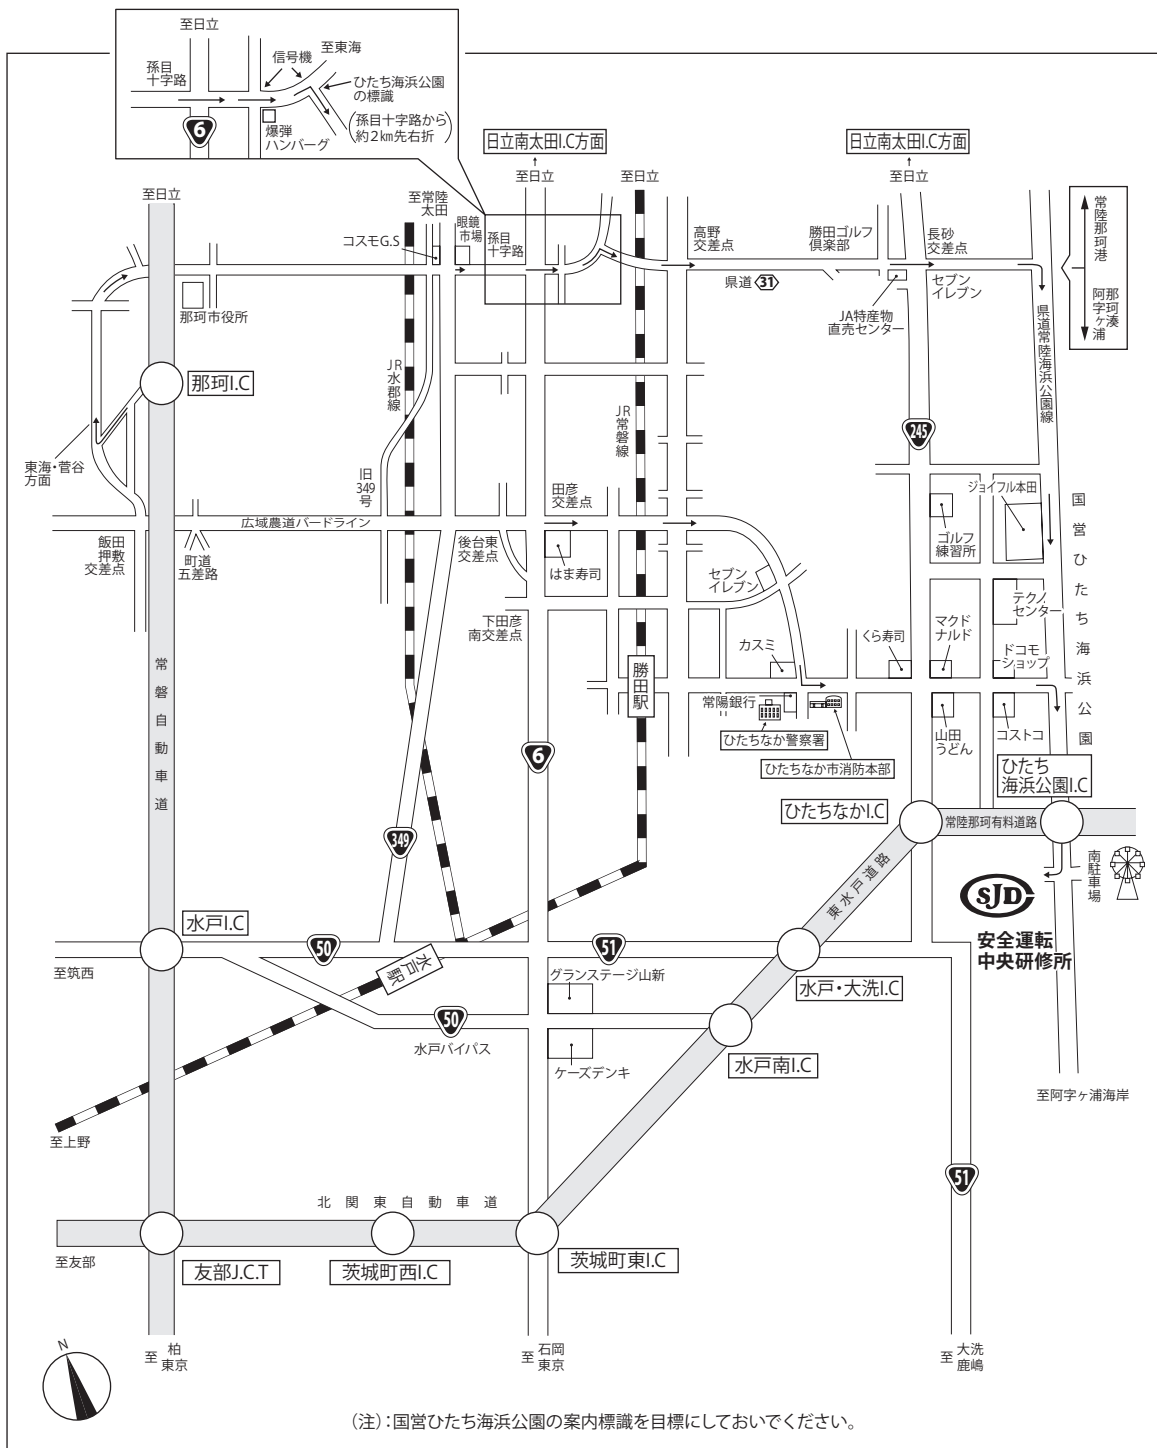 至日立
信号機
至東海
孫目
十字路
ひたち海浜公園
の標識
6
爆弾
ハンバーグ
(孫目十字路から
約2km先右折)
日立南太田I.C方面
日立南太田I.C方面
至日立
至日立
至日立
至日立
至常陸
太田
眼鏡
市場
コスモG.S
孫目
十字路
高野
交差点
勝田ゴルフ
倶楽部
長砂
交差点
常陸那珂港
那珂湊
阿字ヶ浦
県道31
セブン
イレブン
JA特産物
直売センター
那珂市役所
県道常陸海浜公園線
那珂I.C
JR水郡線
JR常磐線
245
東海・菅谷
方面
旧
349
号
田彦
交差点
ジョイフル本田
国営ひたち海浜公園
広域農道バードライン
飯田
押敷
交差点
町道
五差路
後台東
交差点
はま寿司
セブン
イレブン
ゴルフ
練習所
テクノ
センター
下田彦
南交差点
カスミ
くら寿司
マクド
ナルド
ドコモ
ショップ
常磐自動車道
勝田駅
常陽銀行
ひたちなか警察署
ひたちなか市消防本部
山田
うどん
コストコ
6
ひたち
海浜公園I.C
ひたちなかI.C
常陸那珂有料道路
349
東水戸道路
南駐車場
SJD
安全運転
中央研修所
水戸I.C
50
51
至筑西
水戸駅
グランステージ山新
水戸・大洗I.C
50
水戸バイパス
ケーズデンキ
水戸南I.C
至阿字ヶ浦海岸
至上野
51
北関東自動車道
至友部
友部J.C.T
茨城町西I.C
茨城町東I.C
N
至 柏
東京
至 石岡
東京
至 大洗
鹿嶋
（注）：国営ひたち海浜公園の案内標識を目標にしておいでください。